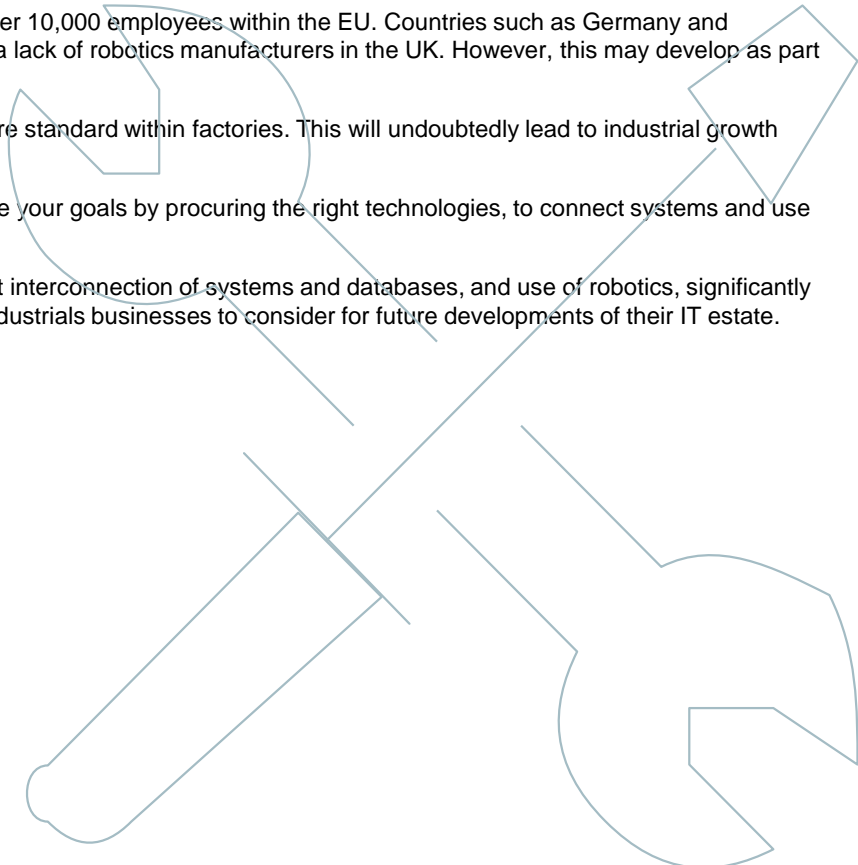 er 10,000 employees within the EU. Countries such as Germany and
a lack of robotics manufacturers in the UK. However, this may develop as part
re standard within factories. This will undoubtedly lead to industrial growth
e your goals by procuring the right technologies, to connect systems and use
t interconnection of systems and databases, and use of robotics, significantly
dustrials businesses to consider for future developments of their IT estate.